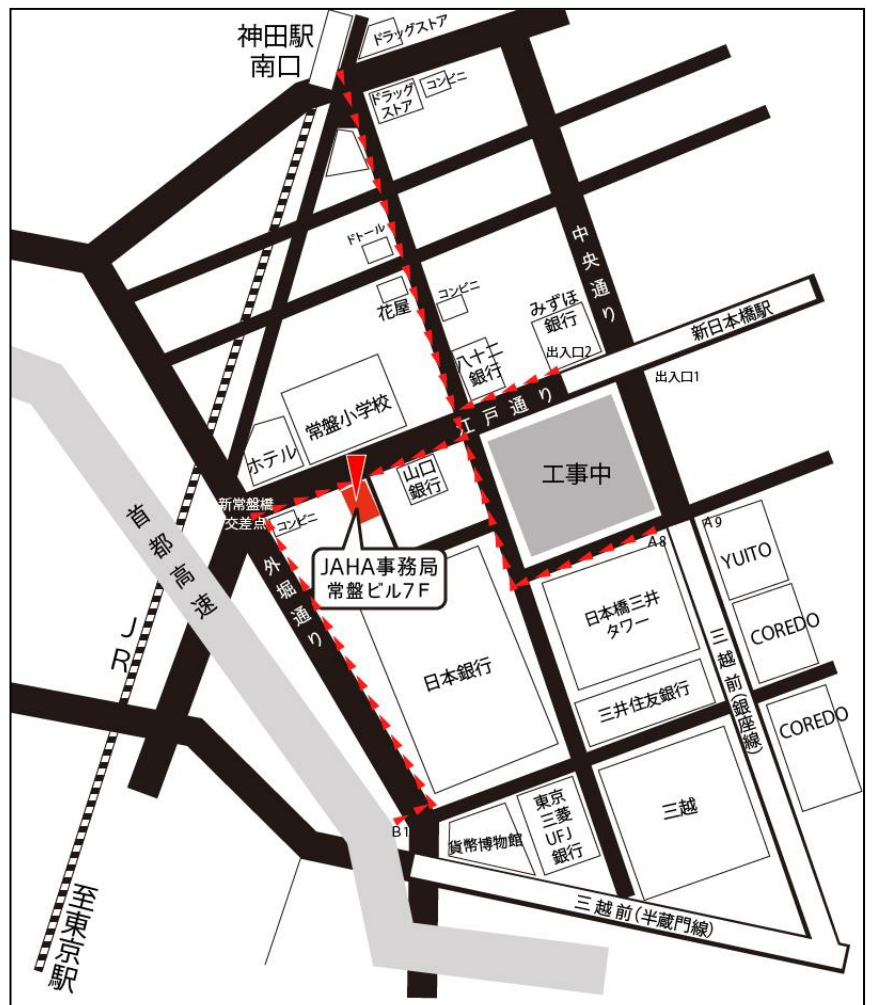 神田駅
南口
ドラッグストア
ドラッグ
ストア
コンビニ
ドトール
花屋
コンビニ
中央通り
みずほ
銀行
出入口2
新日本橋駅
出入口1
八十二
銀行
江戸通り
常盤小学校
ホテル
山口
銀行
工事中
新常盤橋
交差点
コンビニ
JAHA事務局
常盤ビル7F
首都高速
外堀通り
JR
A8
A9
YUITO
日本橋三井
タワー
COREDO
日本銀行
三井住友銀行
三越前(銀座線)
COREDO
三越
東京
三菱
UFJ
銀行
貨幣博物館
B1
三越前(半蔵門線)
至東京駅